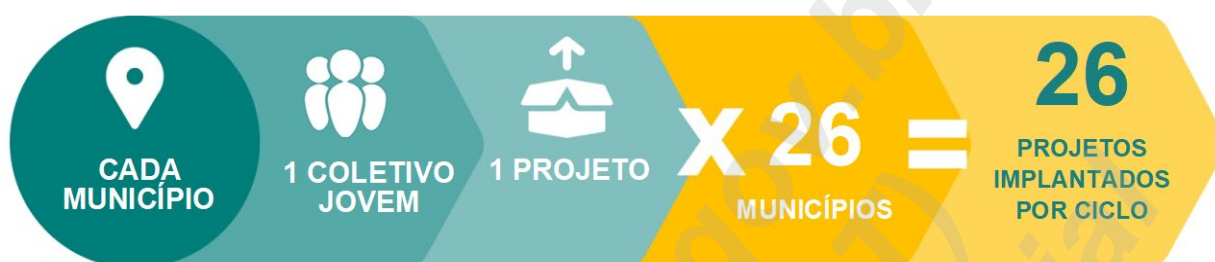 CADA
MUNICÍPIO
1 COLETIVO
JOVEM
1 PROJETO
X 26
MUNICÍPIOS
=
26
PROJETOS
IMPLANTADOS
POR CICLO